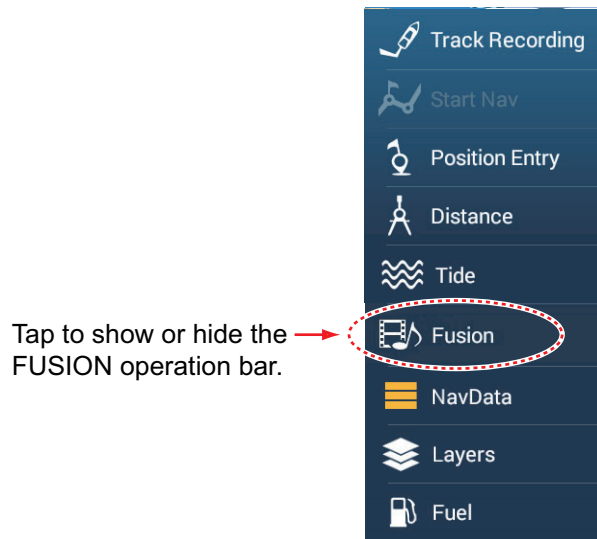 Track Recording
Start Nav
Position Entry
Distance
Tide
Tap to show or hide the
FUSION operation bar.
Fusion
NavData
Layers
Fuel